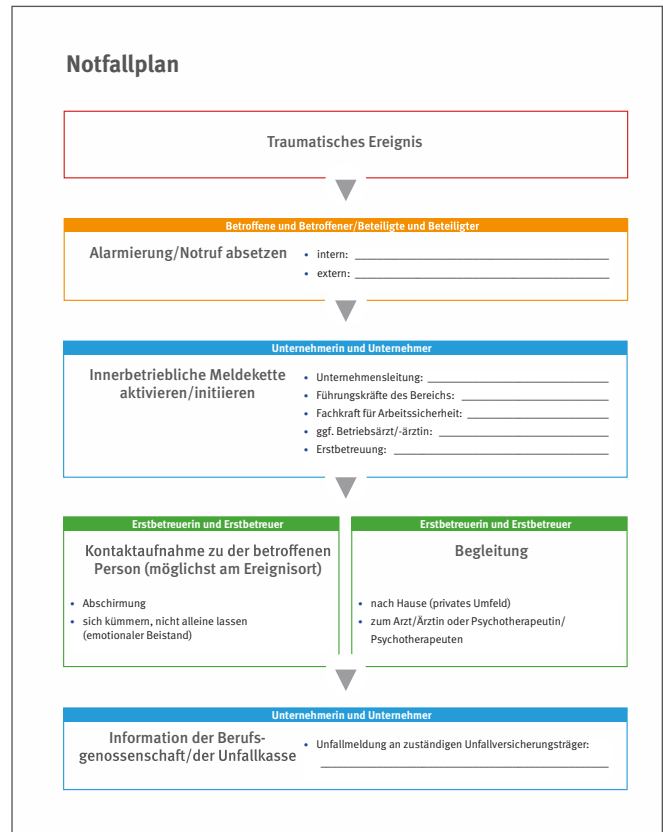 Notfallplan
Traumatisches Ereignis
Betroffene und Betroffener/Beteiligte und Beteiligter
Alarmierung/Notruf absetzen
• intern:
• extern:
Unternehmerin und Unternehmer
Innerbetriebliche Meldekette
aktivieren/initiieren
• Unternehmensleitung:
• Führungskräfte des Bereichs:
• Fachkraft für Arbeitssicherheit:
• ggf. Betriebsärzt/-ärztin:
• Erstbetreuung:
Erstbetreuerin und Erstbetreuer
Kontaktaufnahme zu der betroffenen
Person (möglichst am Ereignisort)
• Abschirmung
• sich kümmern, nicht alleine lassen
(emotionaler Beistand)
Erstbetreuerin und Erstbetreuer
Begleitung
• nach Hause (privates Umfeld)
• zum Arzt/Ärztin oder Psychotherapeutin/
Psychotherapeuten
Unternehmerin und Unternehmer
Information der Berufs-
genossenschaft/der Unfallkasse
• Unfallmeldung an zuständigen Unfallversicherungsträger: